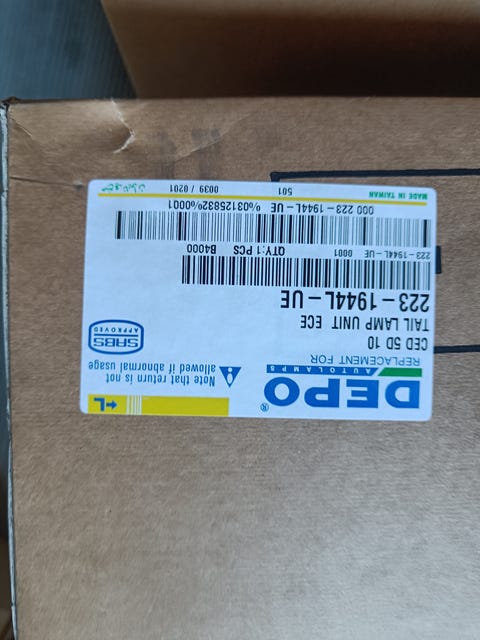 DEPO®
AUTOLAMPS
←L
REPLACEMENT FOR
Note that return is not
allowed if abnormal usage
CED 5D 10
TAIL LAMP UNIT ECE
SABS
APPROVED
223-1944L-UE
223-1944L-UE 0001 QTY:1 PCS B4000
000 223-1944L-UE %03125832%0001
MADE IN TAIWAN 501 0039 / 0201